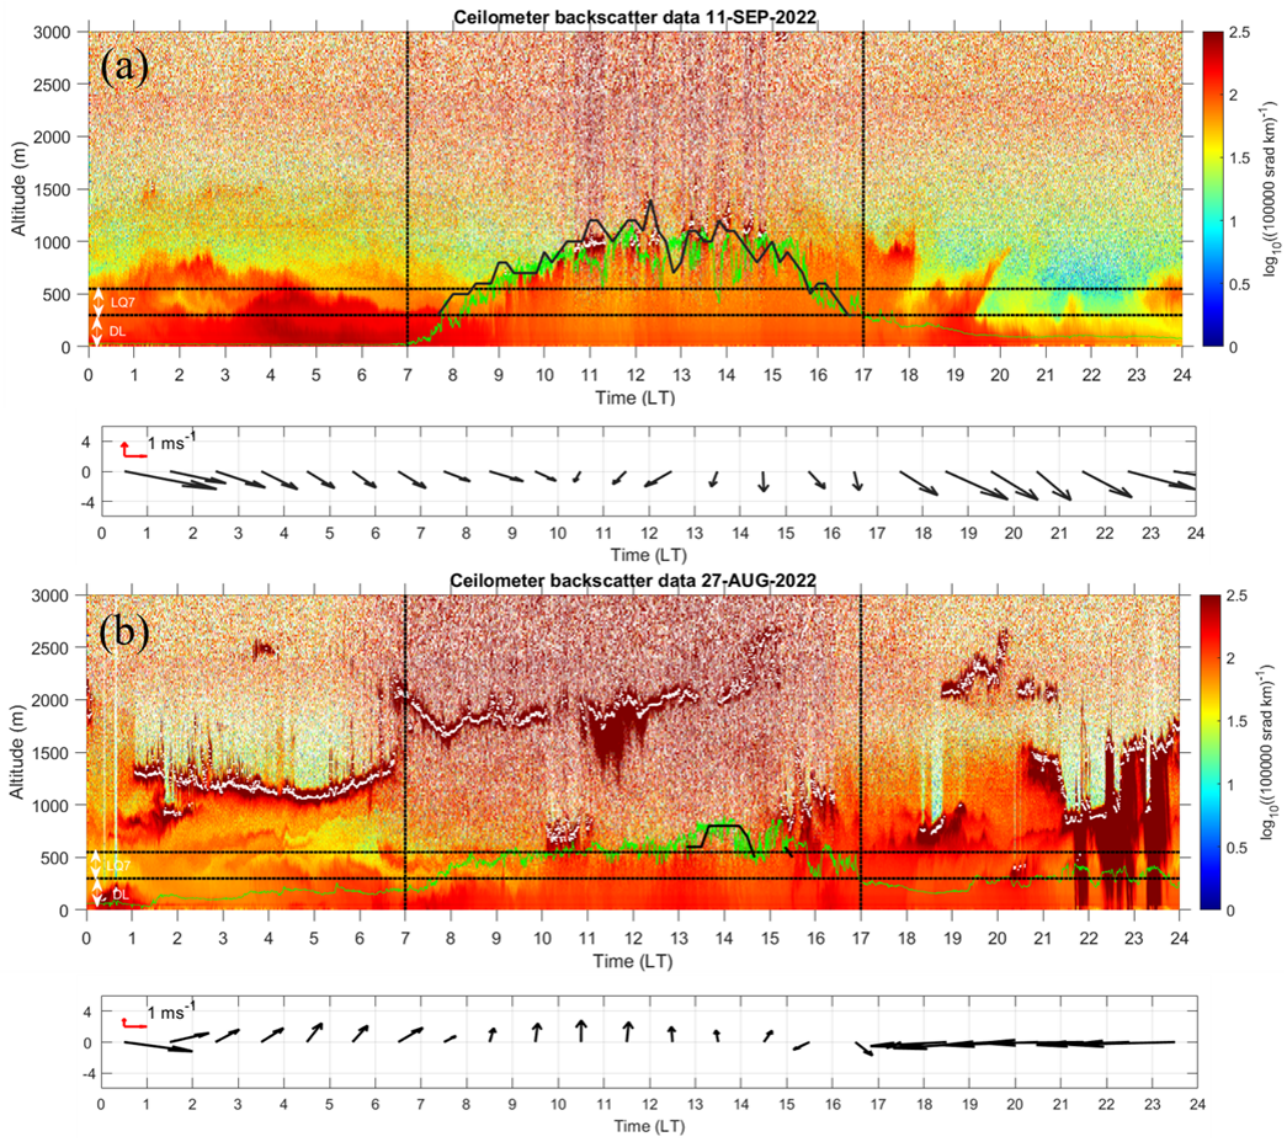 Ceilometer backscatter data 11-SEP-2022
(a)
3000
2500
2000
1500
1000
500
0
Altitude (m)
LQ7
DL
0 1 2 3 4 5 6 7 8 9 10 11 12 13 14 15 16 17 18 19 20 21 22 23 24
Time (LT)
2.5
2
1.5
1
0.5
0
log10((100000 srad km)-1)
1 ms-1
4
0
-4
0 1 2 3 4 5 6 7 8 9 10 11 12 13 14 15 16 17 18 19 20 21 22 23 24
Time (LT)
Ceilometer backscatter data 27-AUG-2022
(b)
3000
2500
2000
1500
1000
500
0
Altitude (m)
LQ7
DL
0 1 2 3 4 5 6 7 8 9 10 11 12 13 14 15 16 17 18 19 20 21 22 23 24
Time (LT)
2.5
2
1.5
1
0.5
0
log10((100000 srad km)-1)
1 ms-1
4
0
-4
0 1 2 3 4 5 6 7 8 9 10 11 12 13 14 15 16 17 18 19 20 21 22 23 24
Time (LT)